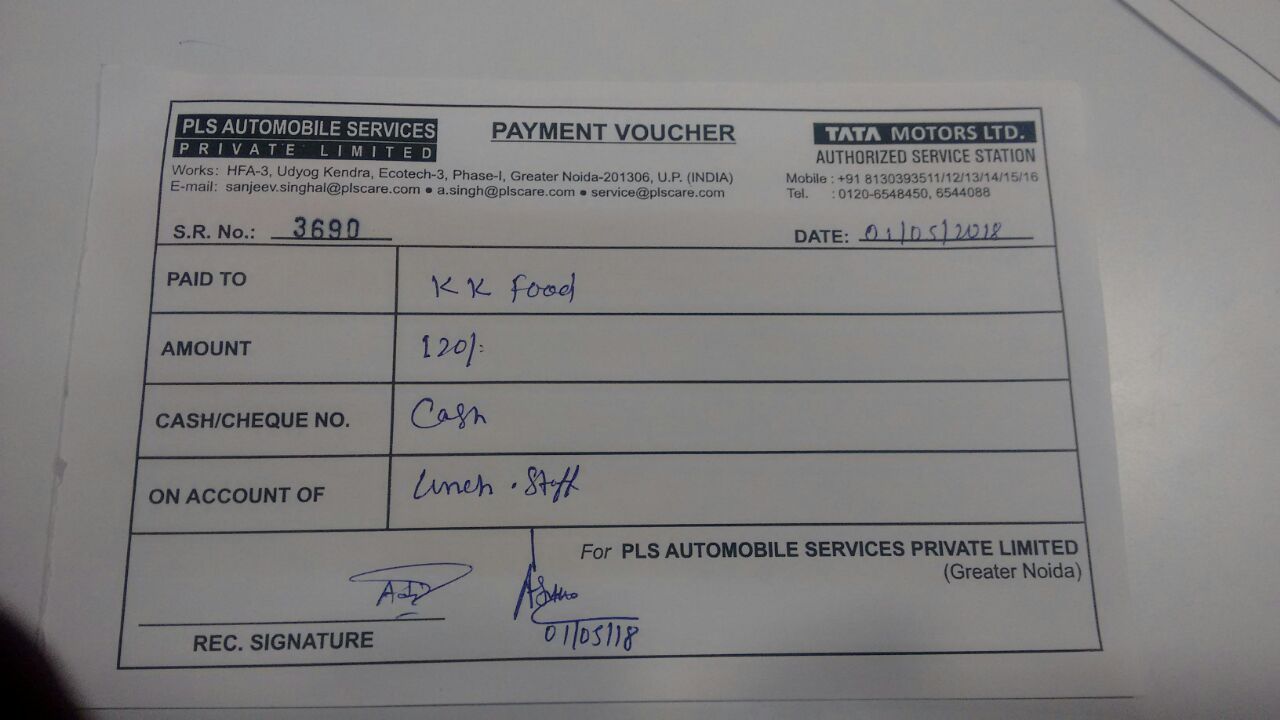 PLS AUTOMOBILE SERVICES
PRIVATE LIMITED
PAYMENT VOUCHER
TATA MOTORS LTD.
AUTHORIZED SERVICE STATION
Works: HFA-3, Udyog Kendra, Ecotech-3, Phase-I, Greater Noida-201306, U.P. (INDIA)
Mobile : +91 8130393511/12/13/14/15/16
E-mail: sanjeev.singhal@plscare.com ● a.singh@plscare.com ● service@plscare.com
Tel. : 0120-6548450, 6544088
S.R. No.: 3690
DATE: 01/05/2018
PAID TO KK Food
AMOUNT 120/-
CASH/CHEQUE NO. Cash
ON ACCOUNT OF Lunch . Staff
For PLS AUTOMOBILE SERVICES PRIVATE LIMITED
(Greater Noida)
01/05/18
REC. SIGNATURE